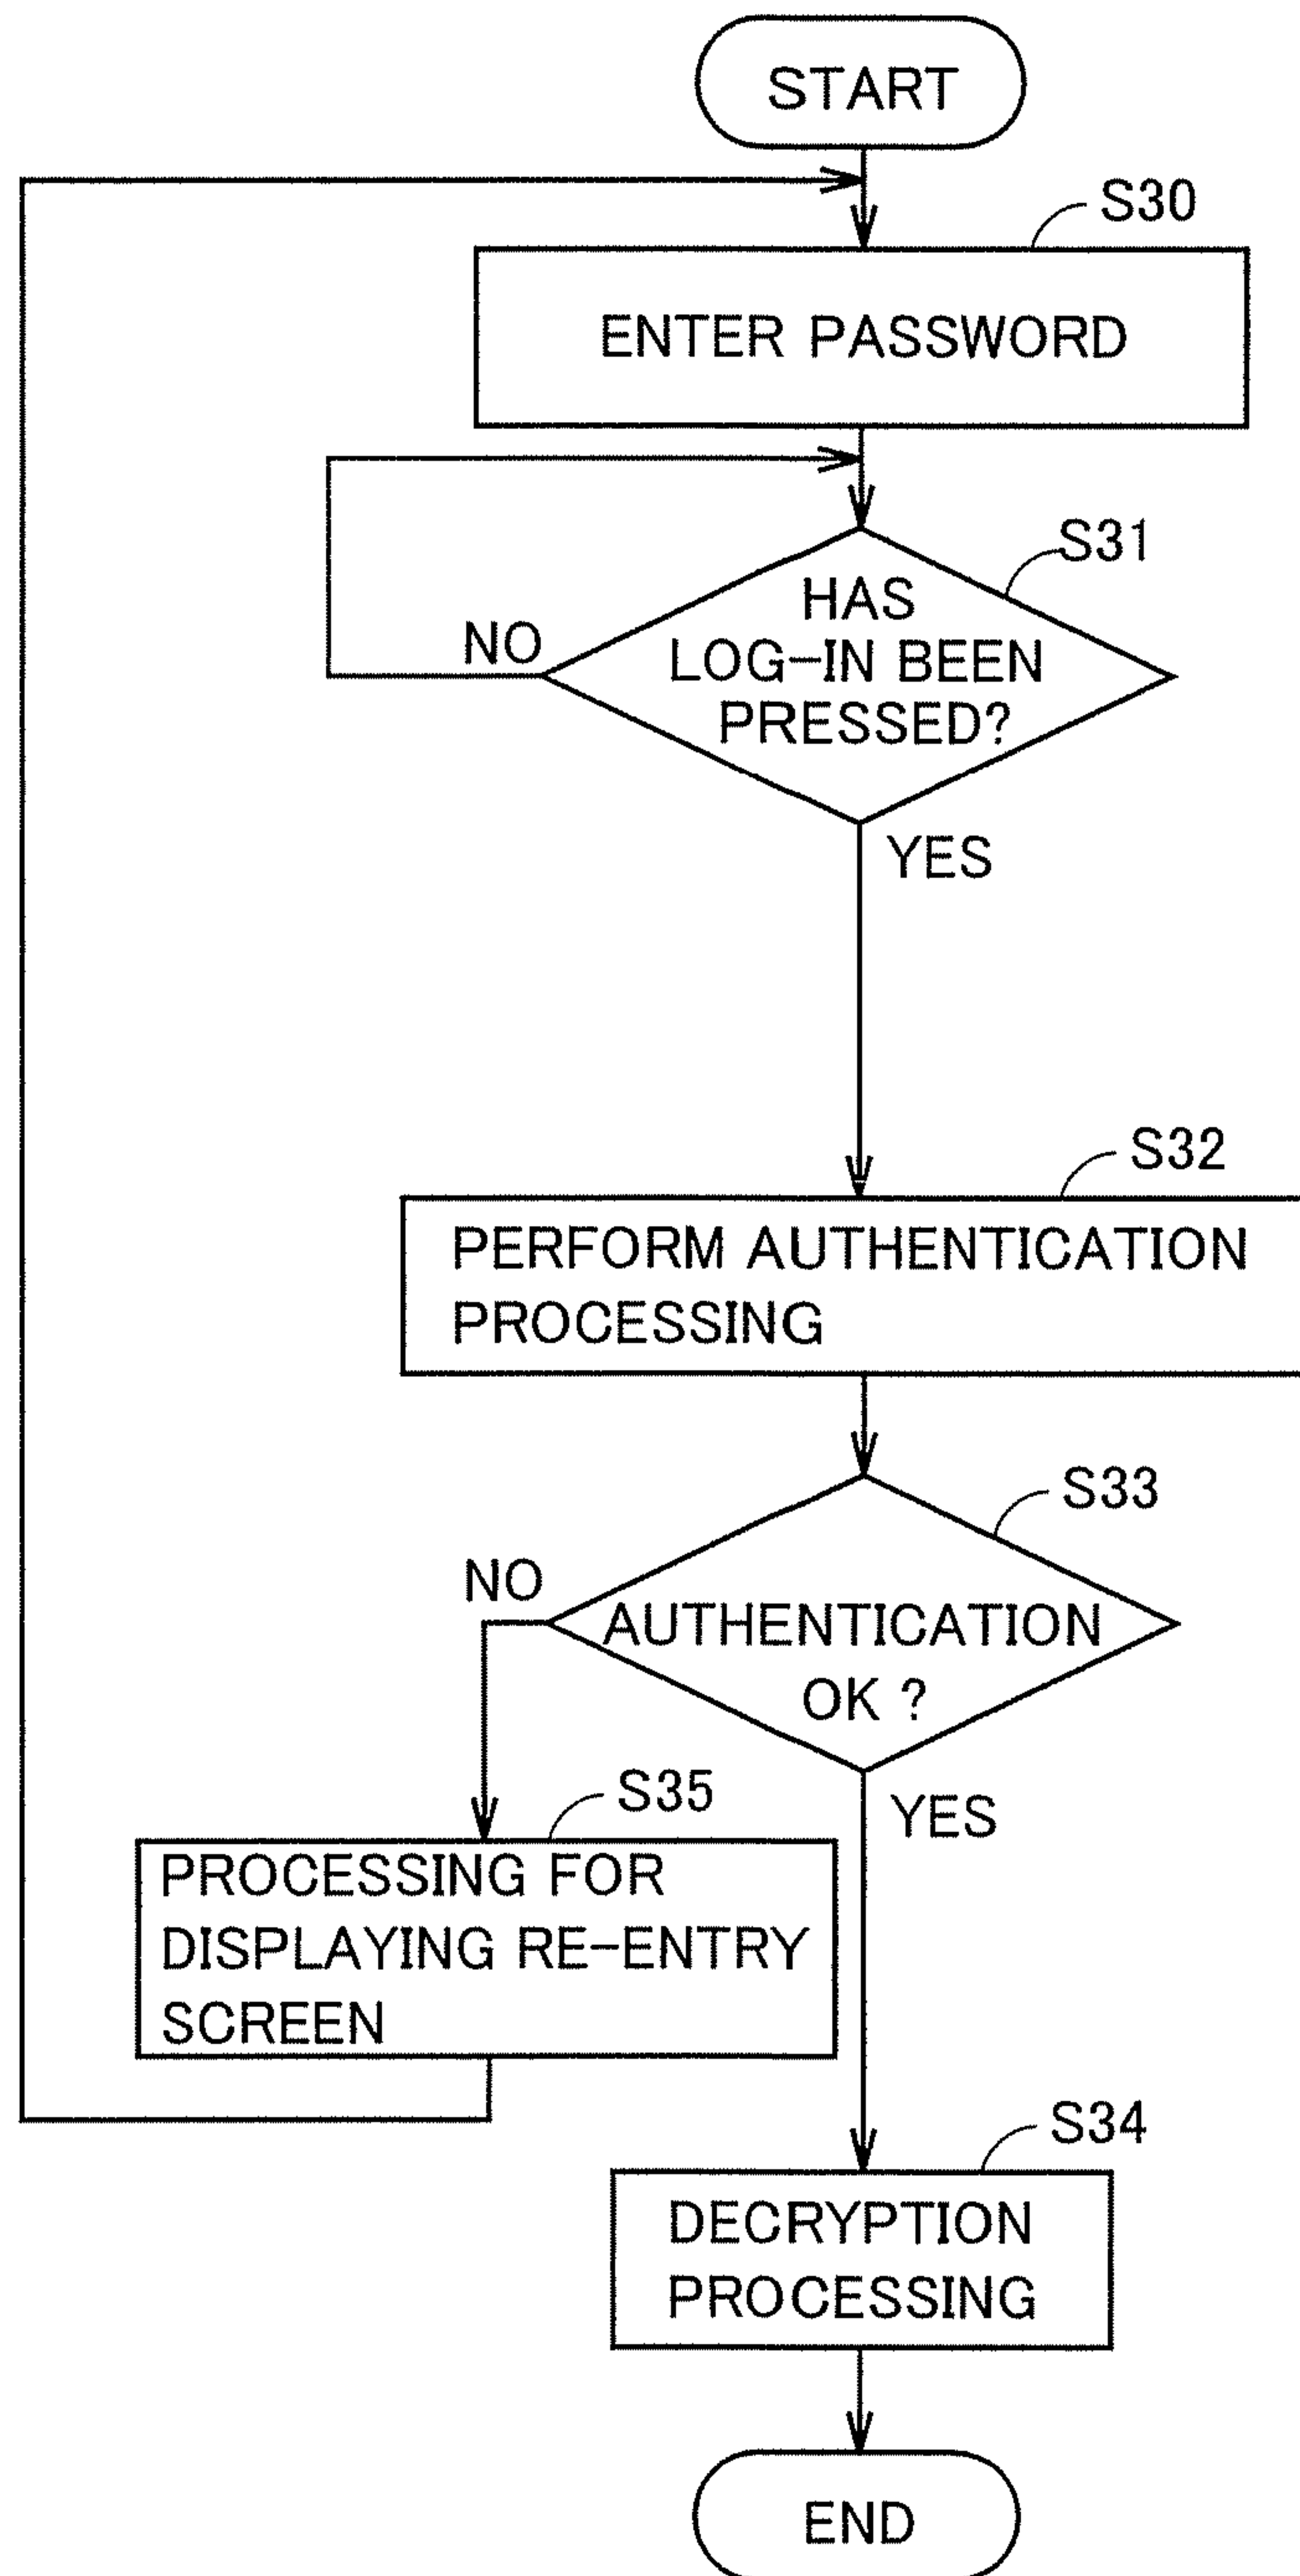 START
S30
ENTER PASSWORD
S31
HAS
LOG-IN BEEN
PRESSED?
NO
YES
S32
PERFORM AUTHENTICATION
PROCESSING
S33
NO
AUTHENTICATION
OK ?
YES
S35
PROCESSING FOR
DISPLAYING RE-ENTRY
SCREEN
S34
DECRYPTION
PROCESSING
END